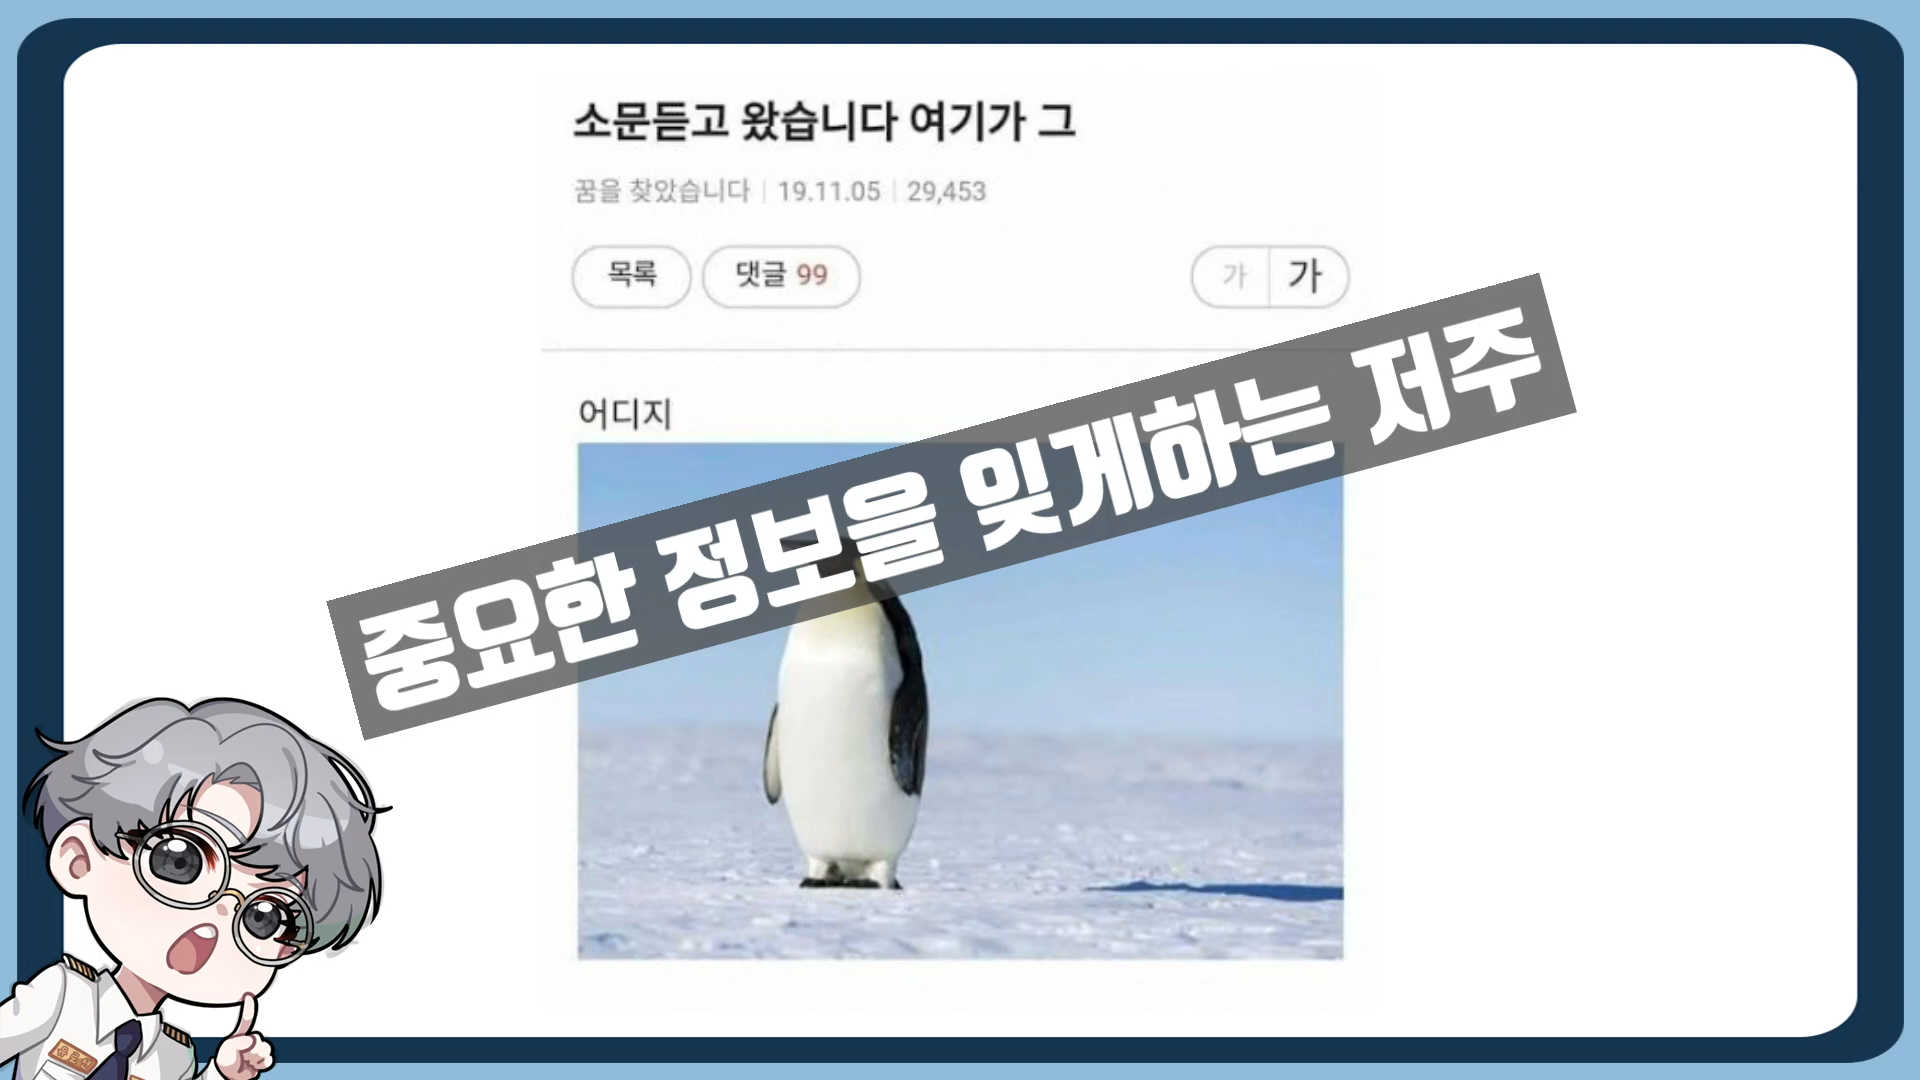 소문듣고 왔습니다 여기가 그
꿈을 찾았습니다 19.11.05 29,453
목록 댓글 99 가 가
어디지
중요한 정보을 잊게하는 저주